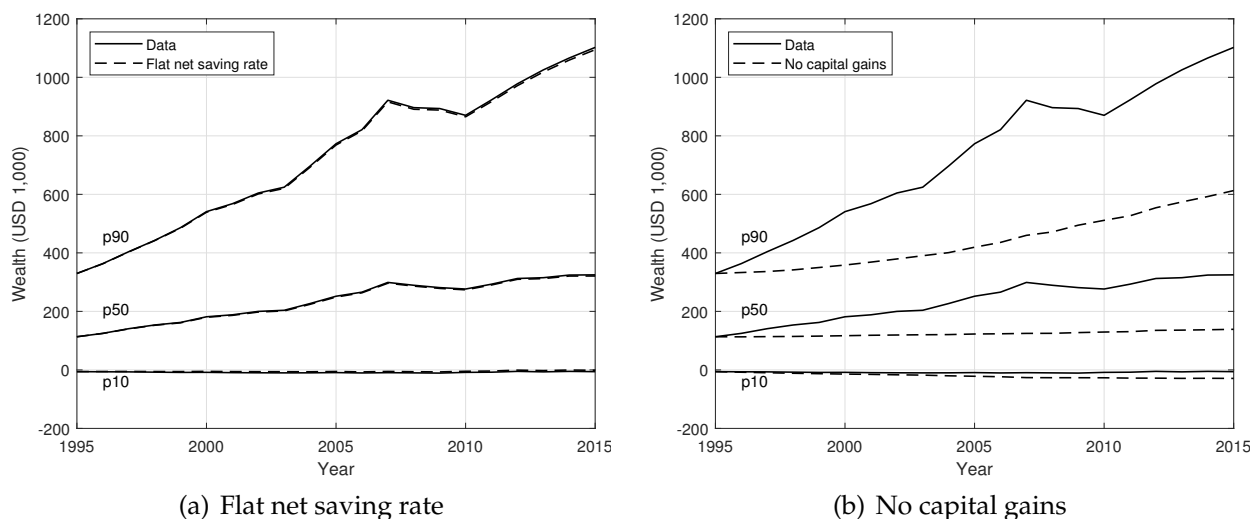 1200
1000
800
600
400
200
0
-200
Wealth (USD 1,000)
Data
Flat net saving rate
p90
p50
p10
1995 2000 2005 2010 2015
Year
(a) Flat net saving rate
1200
1000
800
600
400
200
0
-200
Wealth (USD 1,000)
Data
No capital gains
p90
p50
p10
1995 2000 2005 2010 2015
Year
(b) No capital gains